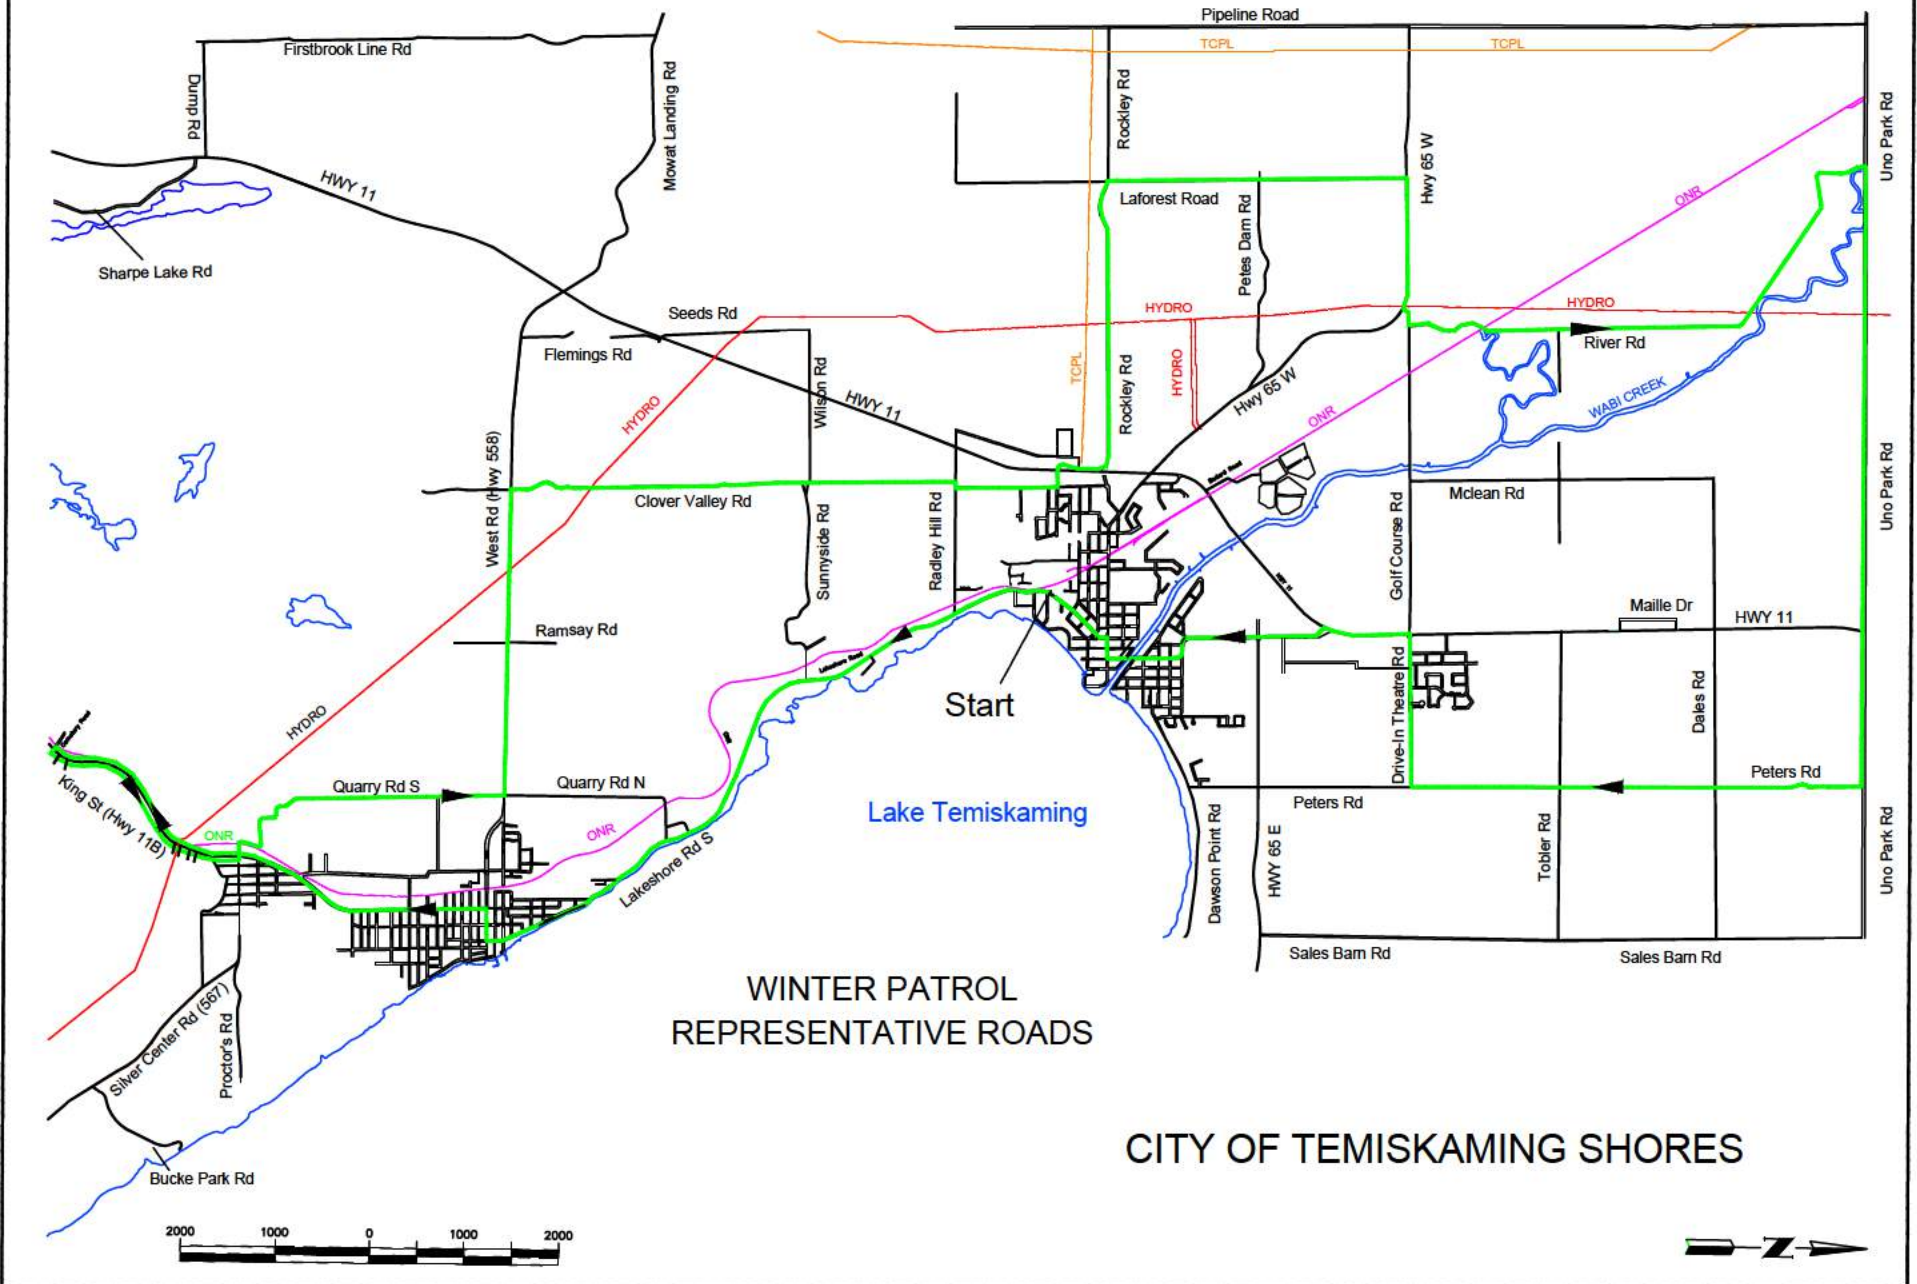 Pipeline Road
Firstbrook Line Rd
TCPL
TCPL
Dump Rd
Mowat Landing Rd
Rockley Rd
Hwy 65 W
Uno Park Rd
HWY 11
ONR
Laforest Road
Petes Dam Rd
Sharpe Lake Rd
Seeds Rd
HYDRO
HYDRO
Flemings Rd
TCPL
Rockley Rd
HYDRO
River Rd
Wilson Rd
HWY 11
Hwy 65 W
WABI CREEK
HYDRO
ONR
West Rd (Hwy 558)
Clover Valley Rd
Mclean Rd
Sunnyside Rd
Radley Hill Rd
Golf Course Rd
Uno Park Rd
HWY 11
Ramsay Rd
Maille Dr
HWY 11
Lakeshore Road
Start
Drive-In Theatre Rd
Dales Rd
HYDRO
King St (Hwy 11B)
Quarry Rd S
Quarry Rd N
Peters Rd
Peters Rd
Lake Temiskaming
ONR
ONR
Lakeshore Rd S
Dawson Point Rd
HWY 65 E
Tobler Rd
Uno Park Rd
Sales Barn Rd
Sales Barn Rd
WINTER PATROL
REPRESENTATIVE ROADS
Silver Center Rd (567)
Proctor's Rd
Bucke Park Rd
CITY OF TEMISKAMING SHORES
2000 1000 0 1000 2000
Z